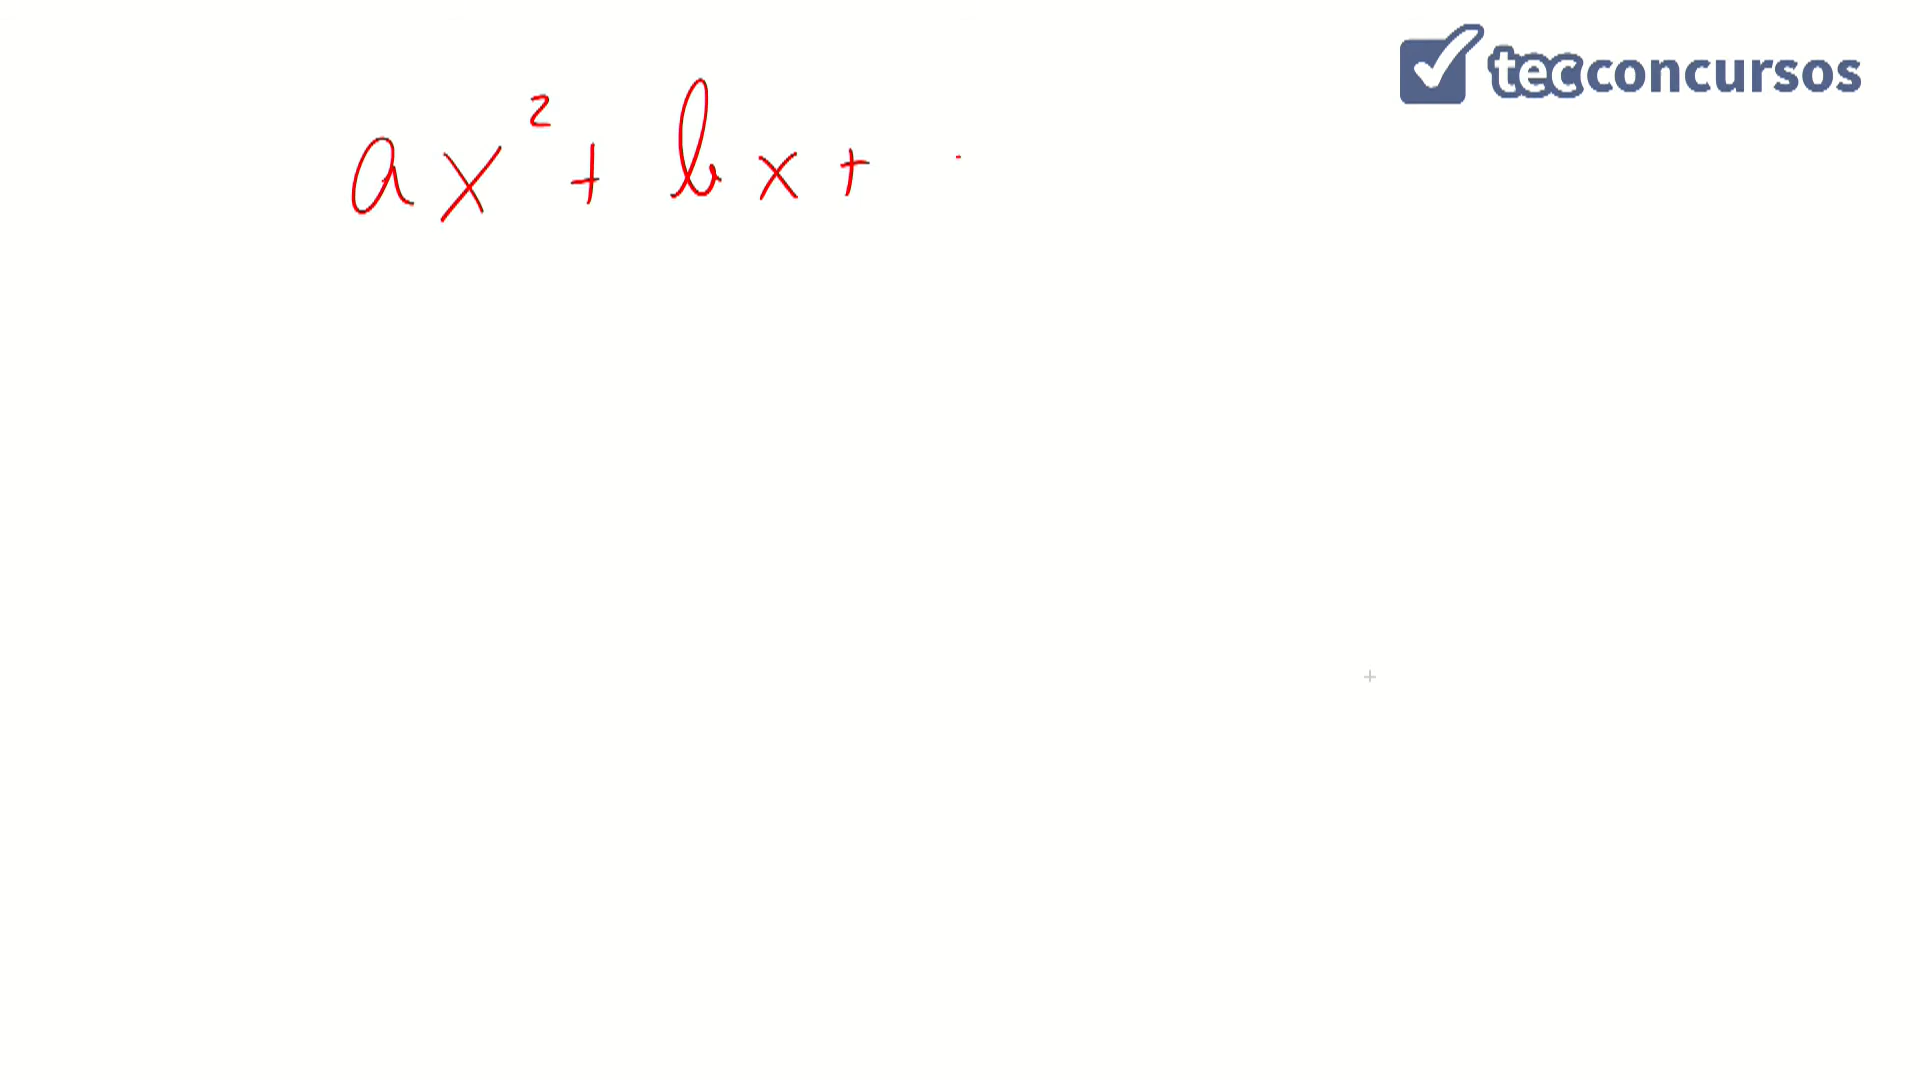 tecconcursos
ax² + bx +